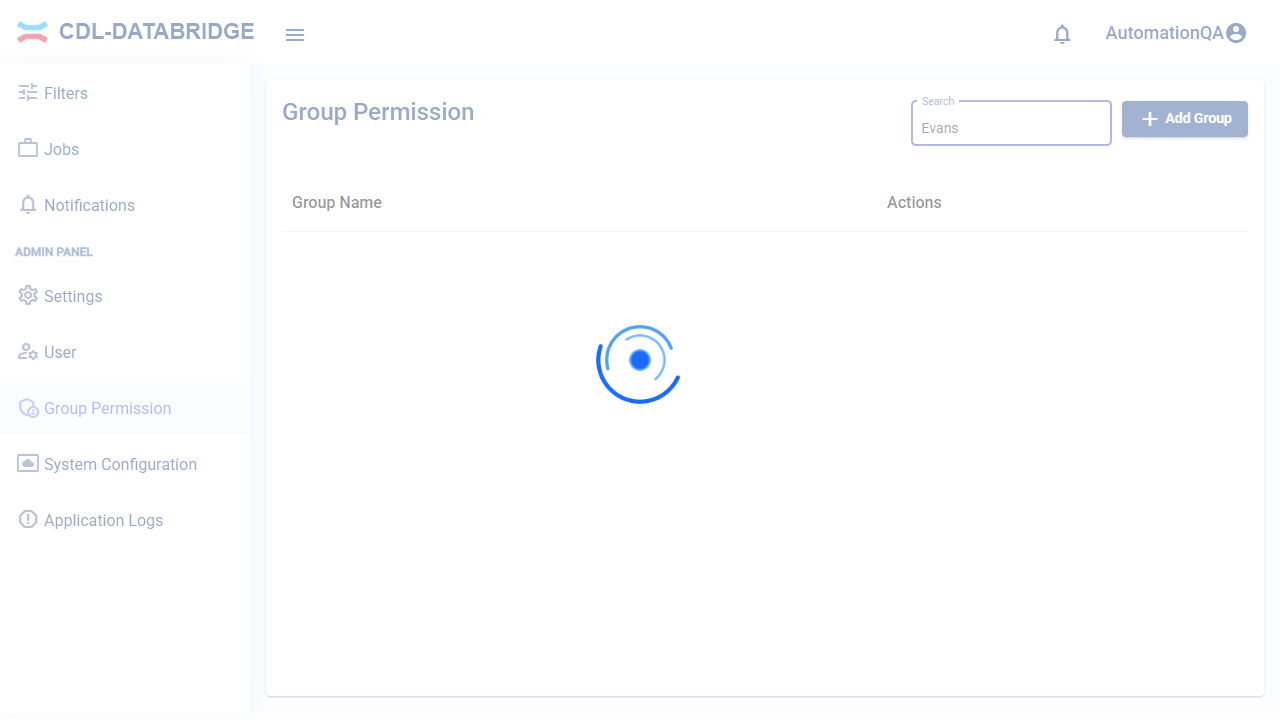 CDL-DATABRIDGE
AutomationQA
Filters
Jobs
Notifications
ADMIN PANEL
Settings
User
Group Permission
System Configuration
Application Logs
Group Permission
Search
Evans
Add Group
Group Name
Actions